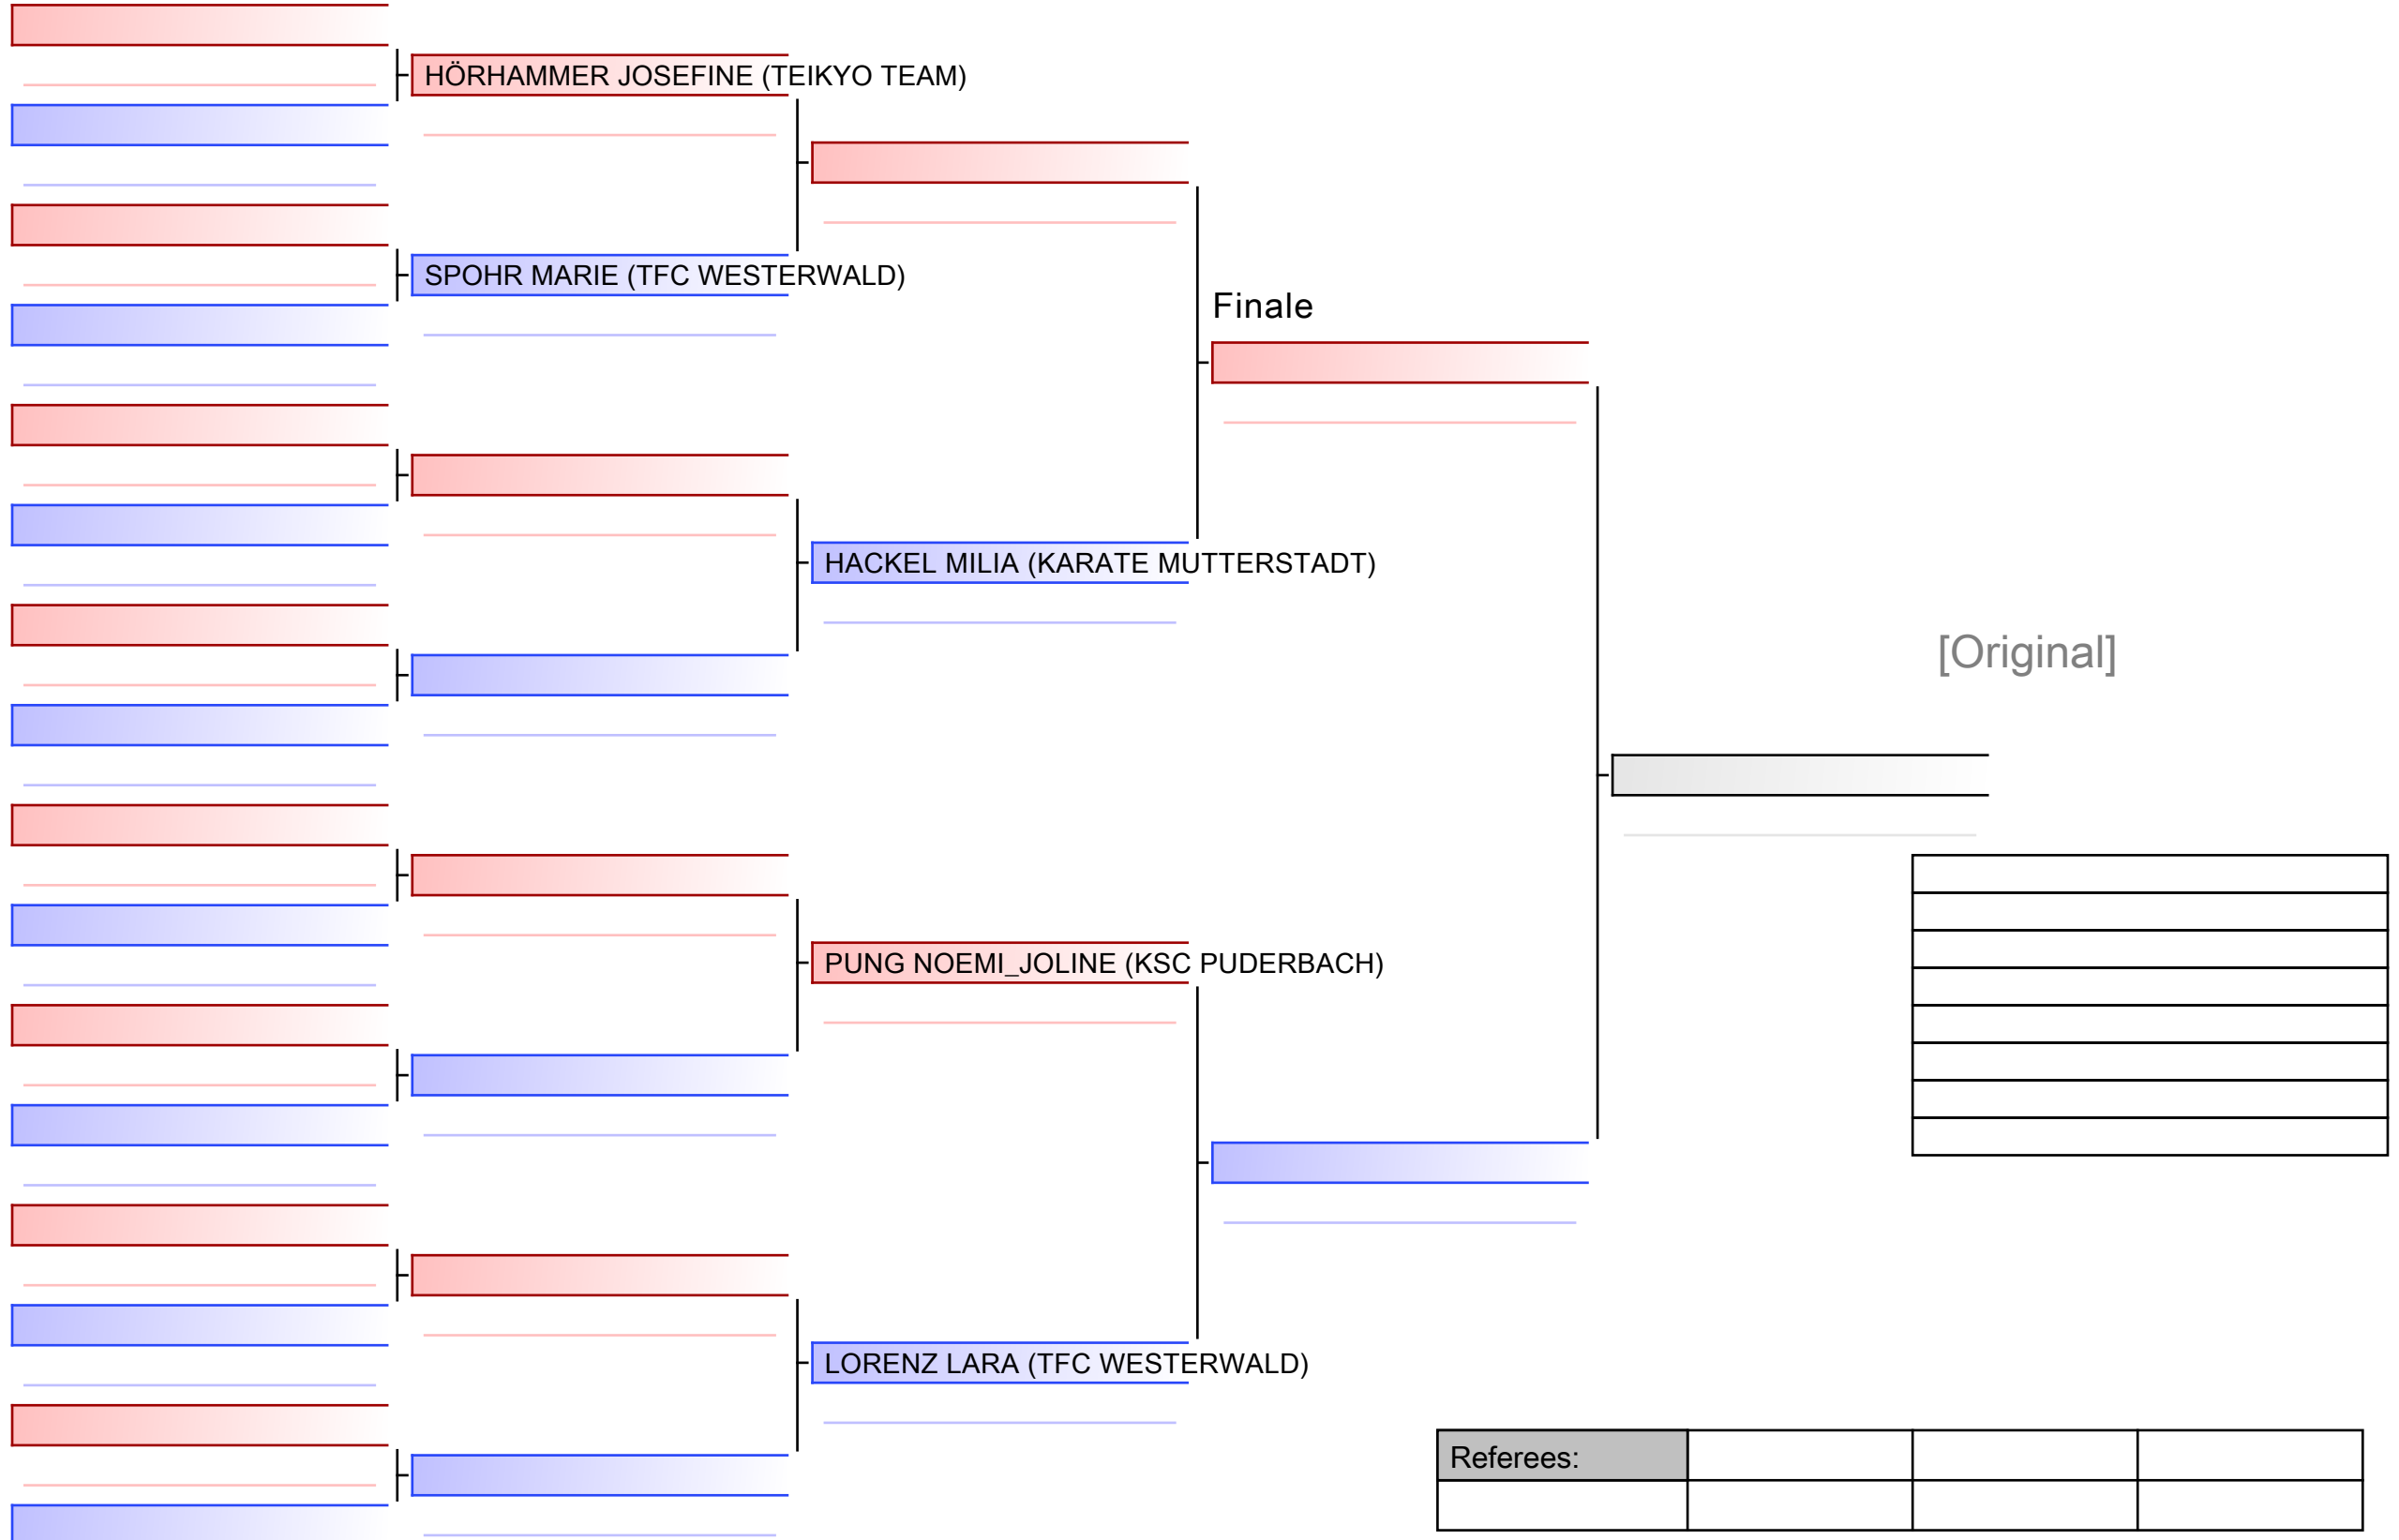 HÖRHAMMER JOSEFINE (TEIKYO TEAM)
SPOHR MARIE (TFC WESTERWALD)
Finale
HACKEL MILIA (KARATE MUTTERSTADT)
[Original]
PUNG NOEMI_JOLINE (KSC PUDERBACH)
LORENZ LARA (TFC WESTERWALD)
Referees: